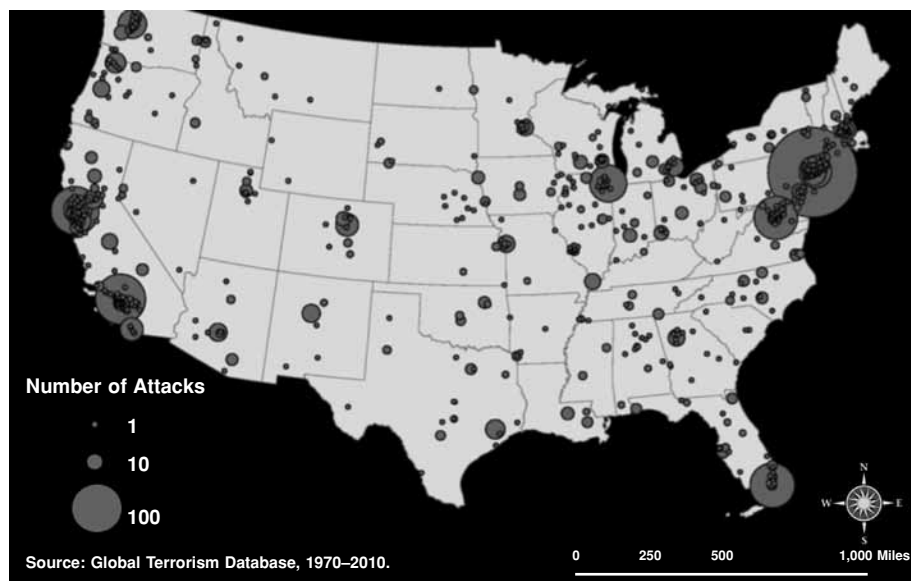 Number of Attacks
1
10
100
Source: Global Terrorism Database, 1970–2010.
N
W E
S
0 250 500 1,000 Miles